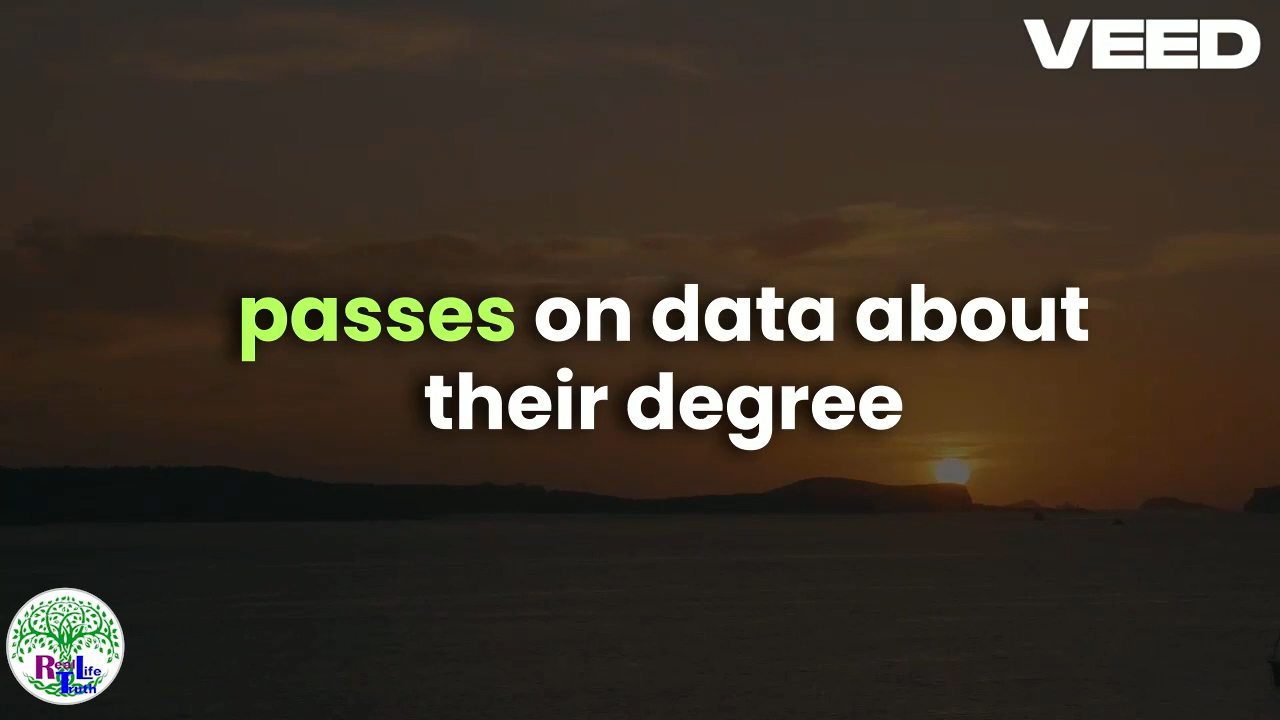 VEED
passes on data about
their degree
Real Life
Truth